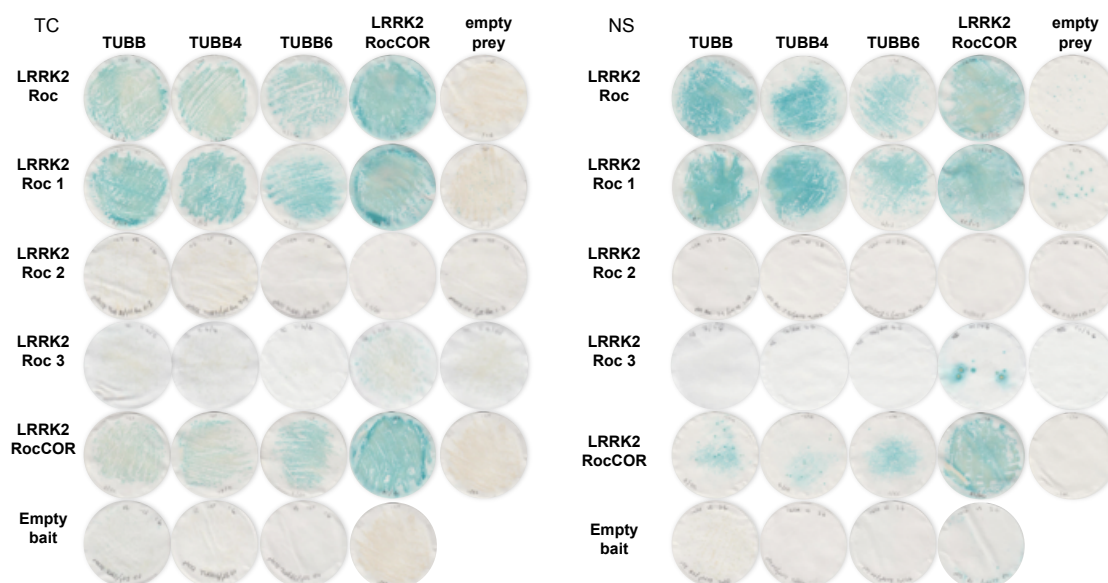 TC
TUBB TUBB4 TUBB6 LRRK2 RocCOR empty prey
LRRK2
Roc
LRRK2
Roc 1
LRRK2
Roc 2
LRRK2
Roc 3
LRRK2
RocCOR
Empty
bait
NS
TUBB TUBB4 TUBB6 LRRK2 RocCOR empty prey
LRRK2
Roc
LRRK2
Roc 1
LRRK2
Roc 2
LRRK2
Roc 3
LRRK2
RocCOR
Empty
bait